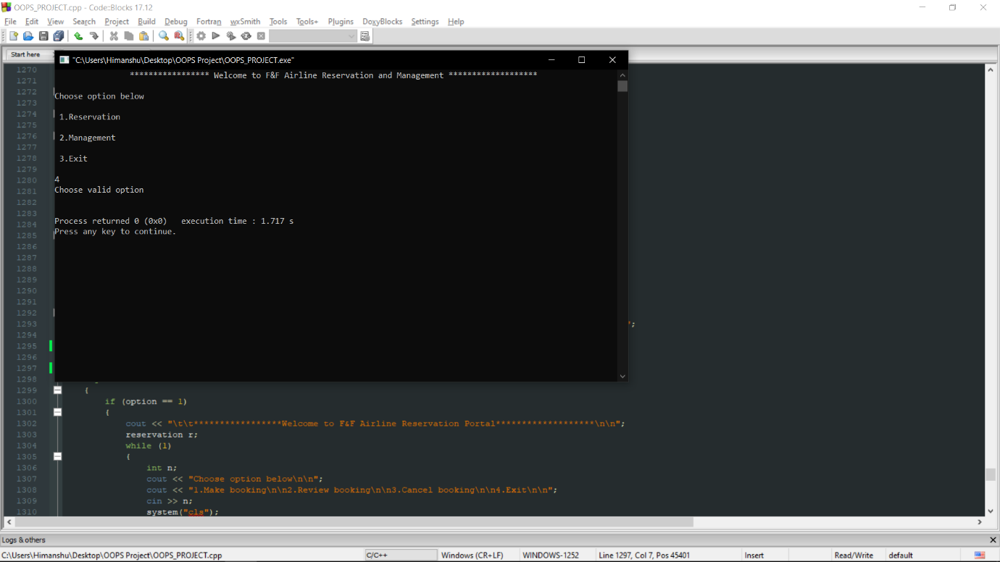 OOPS_PROJECT.cpp - Code::Blocks 17.12
File Edit View Search Project Build Debug Fortran wxSmith Tools Tools+ Plugins DoxyBlocks Settings Help
Start here
"C:\Users\Himanshu\Desktop\OOPS Project\OOPS_PROJECT.exe"
***************** Welcome to F&F Airline Reservation and Management *******************
Choose option below
1.Reservation
2.Management
3.Exit
4
Choose valid option
Process returned 0 (0x0)   execution time : 1.717 s
Press any key to continue.
1270
1271
1272
1273
1274
1275
1276
1277
1278
1279
1280
1281
1282
1283
1284
1285
1286
1287
1288
1289
1290
1291
1292
1293 ";
1294
1295
1296
1297
1298
1299 {
1300 if (option == 1)
1301 {
1302 cout << "\t\t*****************Welcome to F&F Airline Reservation Portal*******************\n\n";
1303 reservation r;
1304 while (1)
1305 {
1306 int n;
1307 cout << "Choose option below\n\n";
1308 cout << "1.Make booking\n\n2.Review booking\n\n3.Cancel booking\n\n4.Exit\n\n";
1309 cin >> n;
1310 system("cls");
Logs & others
C:\Users\Himanshu\Desktop\OOPS Project\OOPS_PROJECT.cpp C/C++ Windows (CR+LF) WINDOWS-1252 Line 1297, Col 7, Pos 45401 Insert Read/Write default